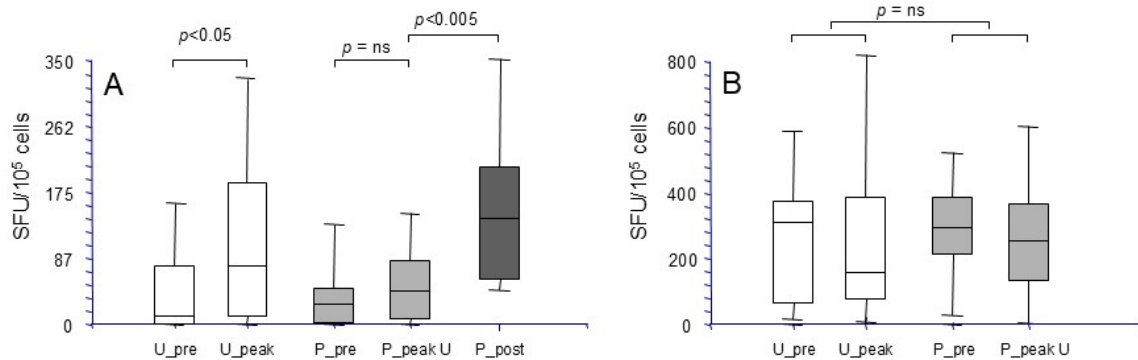 p<0.005
p = ns
p<0.05
p = ns
350
A
800
B
262
600
SFU/10⁵ cells
SFU/10⁵ cells
175
400
87
200
0
0
U_pre U_peak P_pre P_peak U P_post
U_pre U_peak P_pre P_peak U